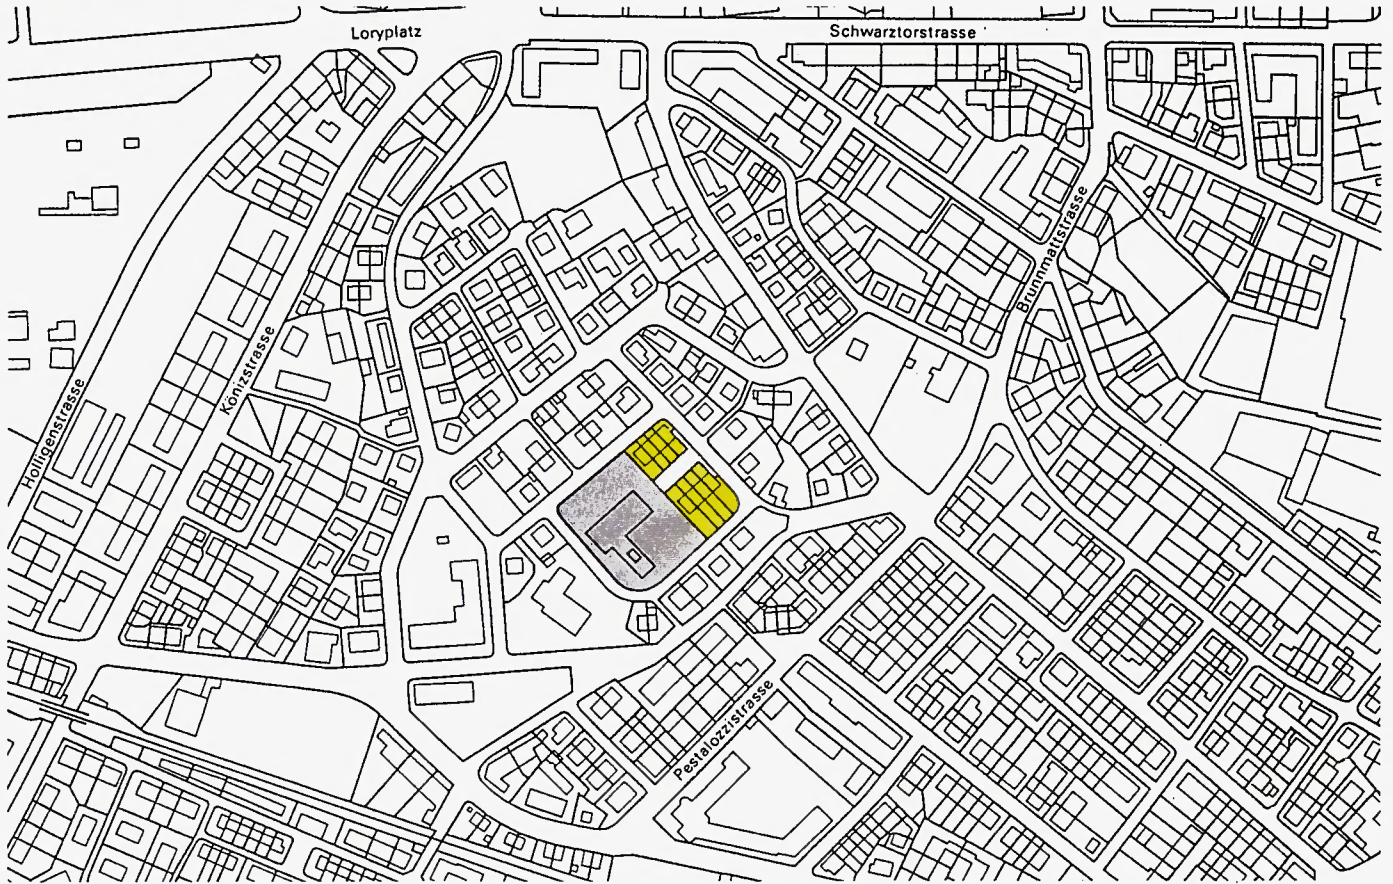 Loryplatz
Schwarztorstrasse
Brunnmattstrasse
Könizstrasse
Holligenstrasse
Pestalozzistrasse